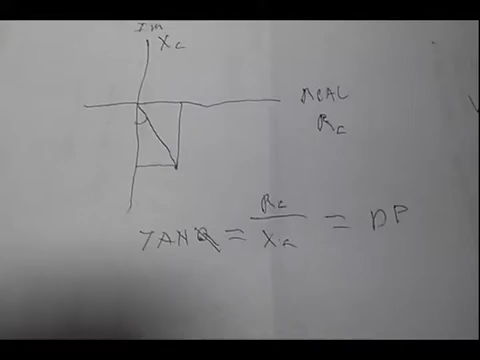 Im
Xc
REAL
Rc
TAN = Rc / Xc = DP